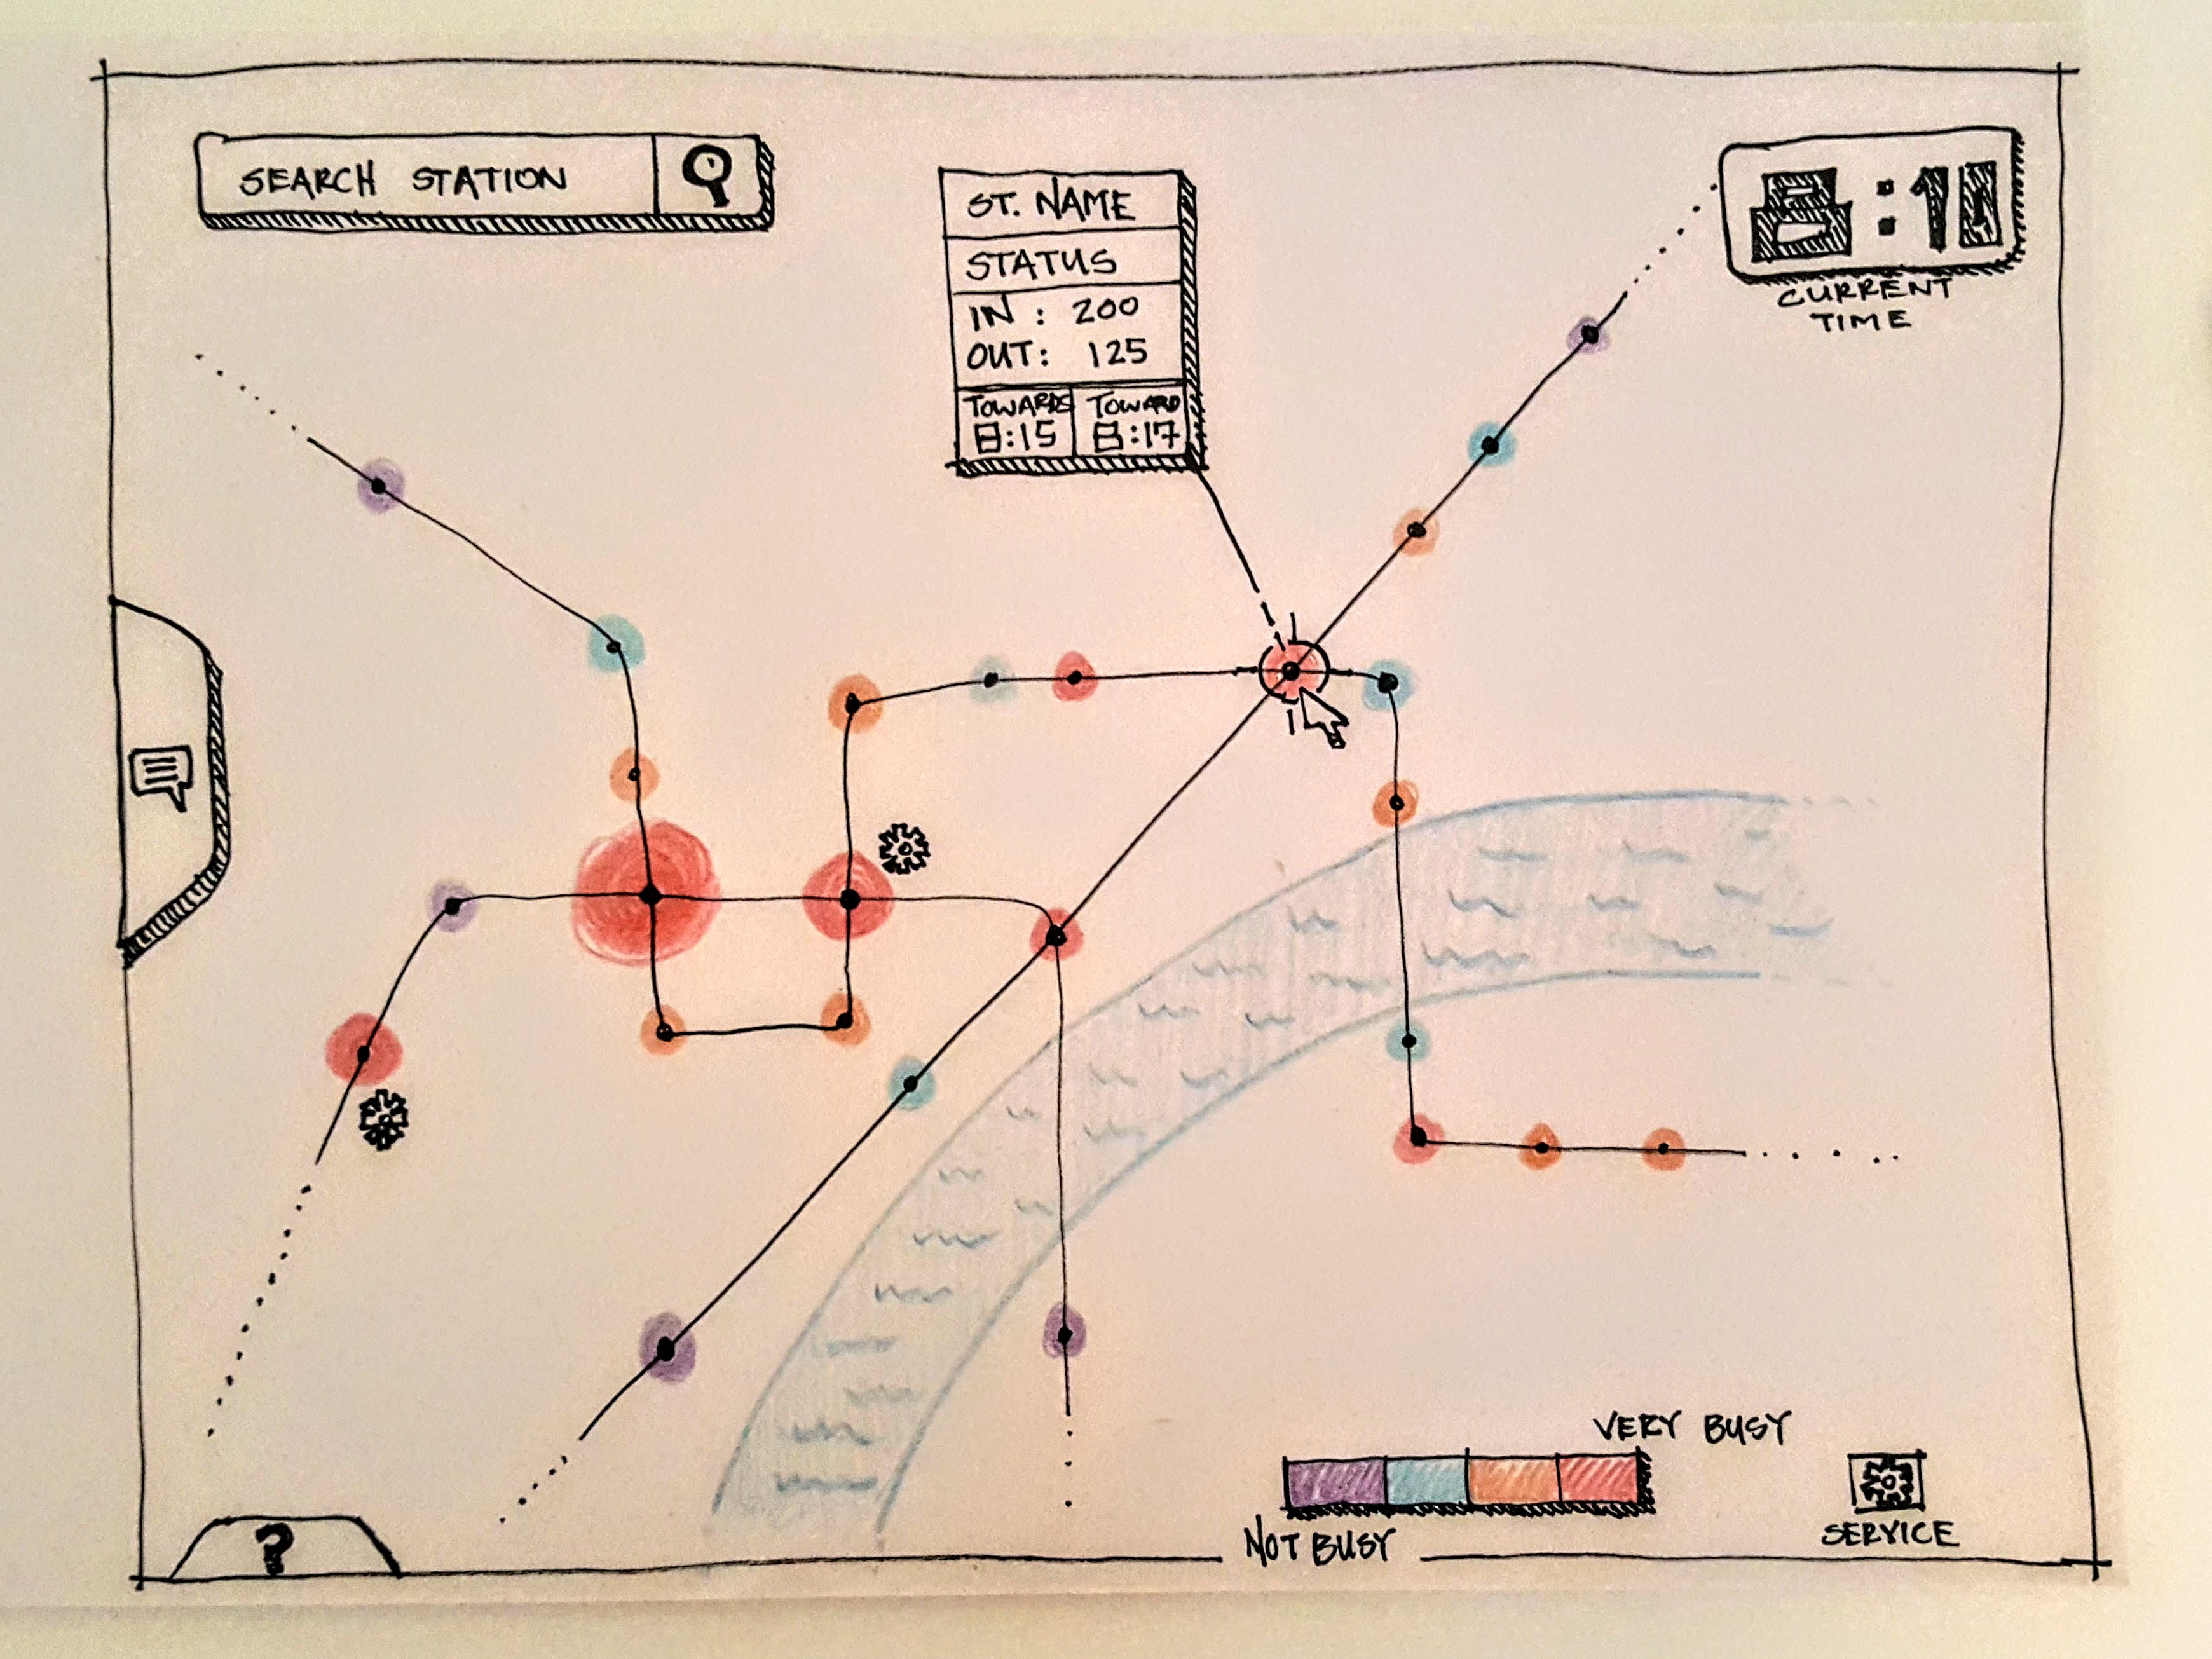 SEARCH STATION
ST. NAME
STATUS
IN : 200
OUT: 125
TOWARDS TOWARD
8:15 8:17
8:10
CURRENT
TIME
VERY BUSY
NOT BUSY
SERVICE
?